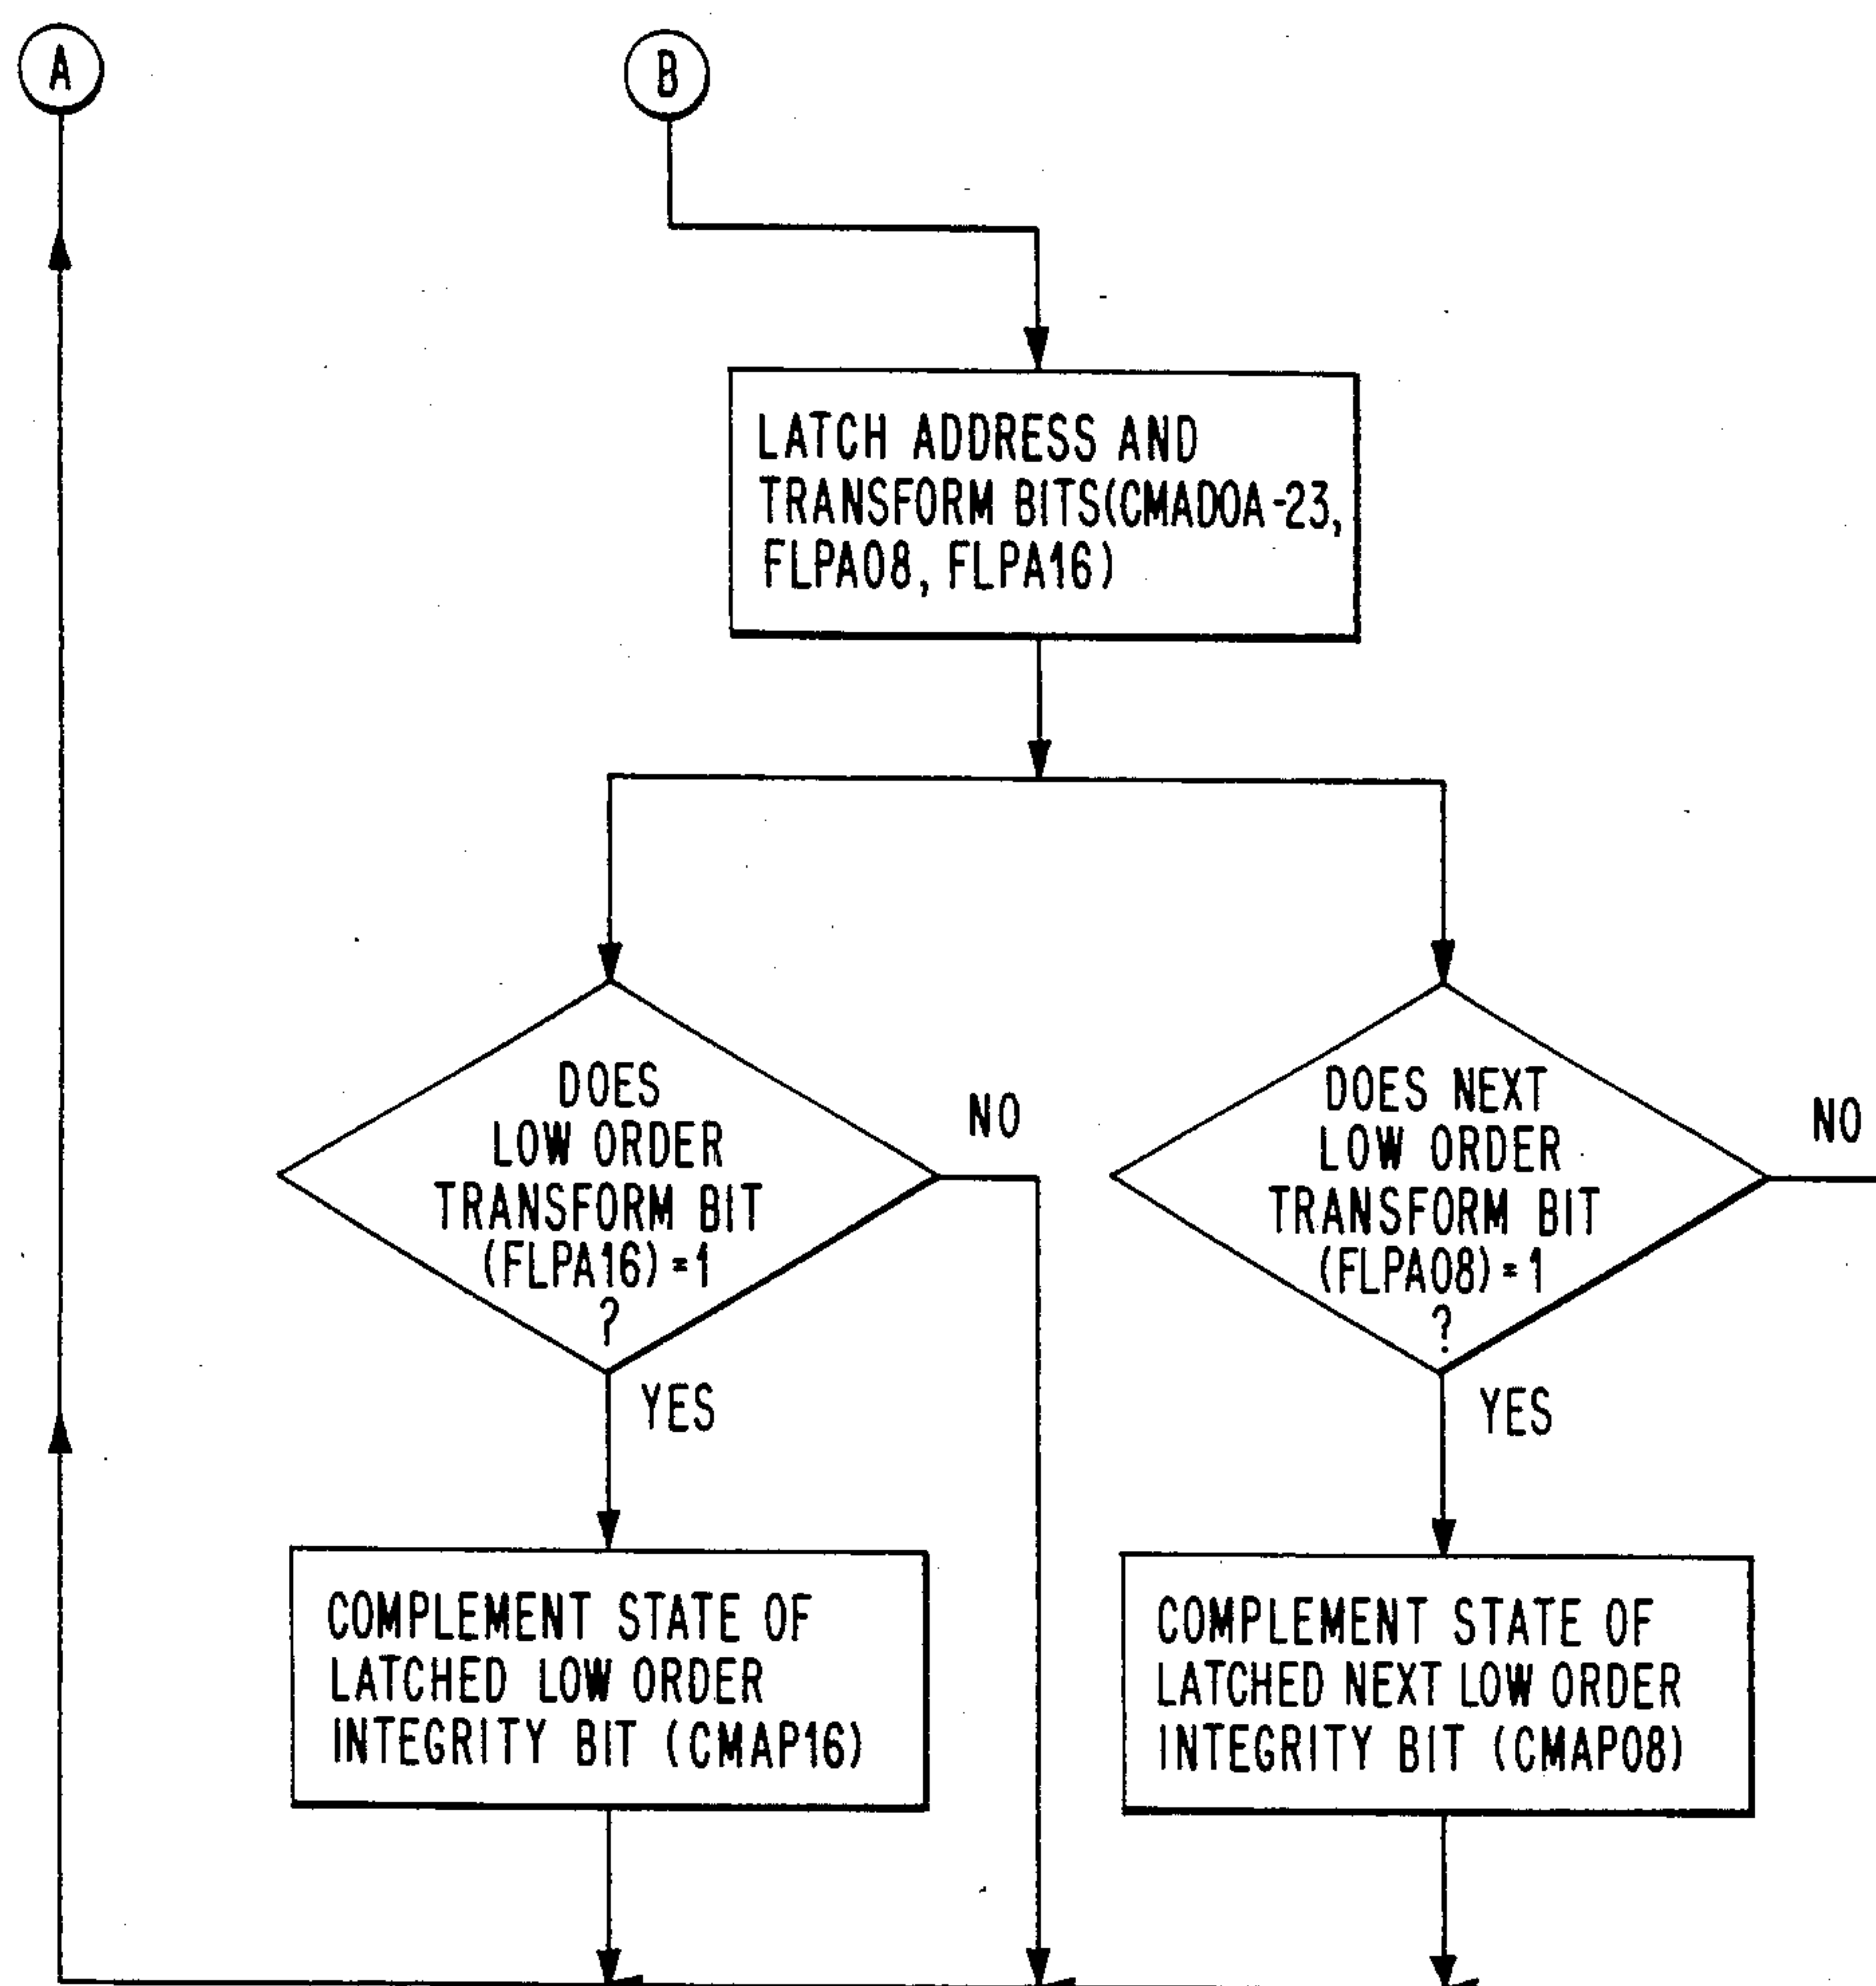 A
B
LATCH ADDRESS AND
TRANSFORM BITS(CMAD0A-23,
FLPA08, FLPA16)
DOES
LOW ORDER
TRANSFORM BIT
(FLPA16)=1
?
NO
YES
DOES NEXT
LOW ORDER
TRANSFORM BIT
(FLPA08)=1
?
NO
YES
COMPLEMENT STATE OF
LATCHED LOW ORDER
INTEGRITY BIT (CMAP16)
COMPLEMENT STATE OF
LATCHED NEXT LOW ORDER
INTEGRITY BIT (CMAP08)